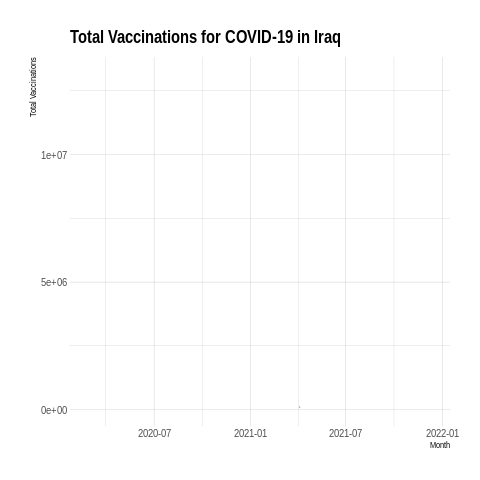 Total Vaccinations for COVID-19 in Iraq
Total Vaccinations
1e+07
5e+06
0e+00
2020-07 2021-01 2021-07 2022-01
Month